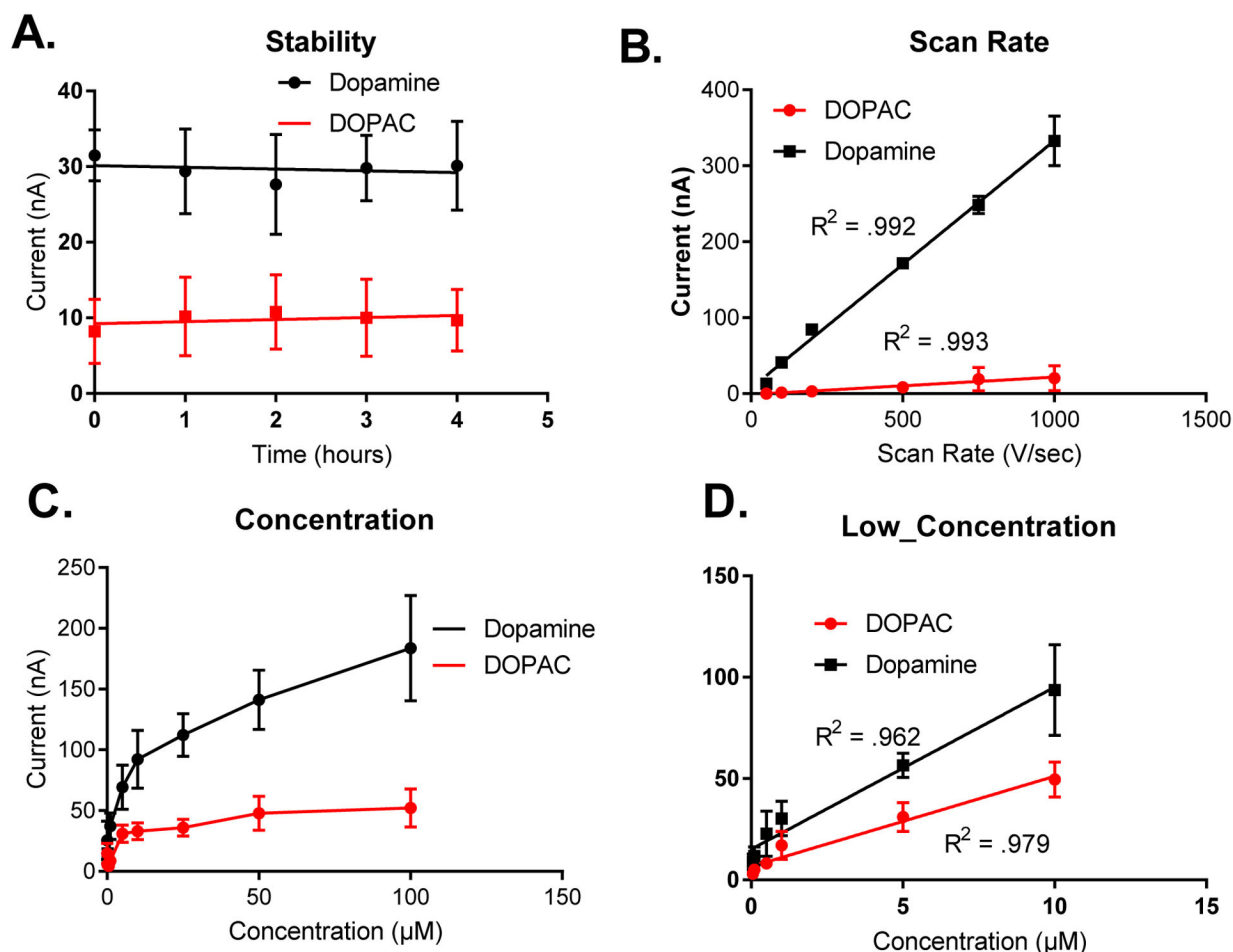 A.
Stability
Dopamine
DOPAC
40
30
20
10
0
0 1 2 3 4 5
Current (nA)
Time (hours)
B.
Scan Rate
DOPAC
Dopamine
R² = .992
R² = .993
400
300
200
100
0
0 500 1000 1500
Current (nA)
Scan Rate (V/sec)
C.
Concentration
Dopamine
DOPAC
250
200
150
100
50
0
0 50 100 150
Current (nA)
Concentration (µM)
D.
Low_Concentration
DOPAC
Dopamine
R² = .962
R² = .979
150
100
50
0
0 5 10 15
Concentration (µM)